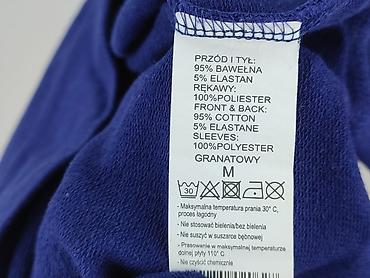 PRZÓD I TYŁ:
95% BAWEŁNA
5% ELASTAN
RĘKAWY:
100%POLIESTER
FRONT & BACK:
95% COTTON
5% ELASTANE
SLEEVES:
100%POLYESTER
GRANATOWY
M
30
- Maksymalna temperatura prania 30° C,
proces łagodny
- Nie stosować bielenia/bez bielenia
- Nie suszyć w suszarce bębnowej
- Prasowanie w maksymalnej temperaturze
dolnej płyty 110° C
- Nie czyścić chemicznie